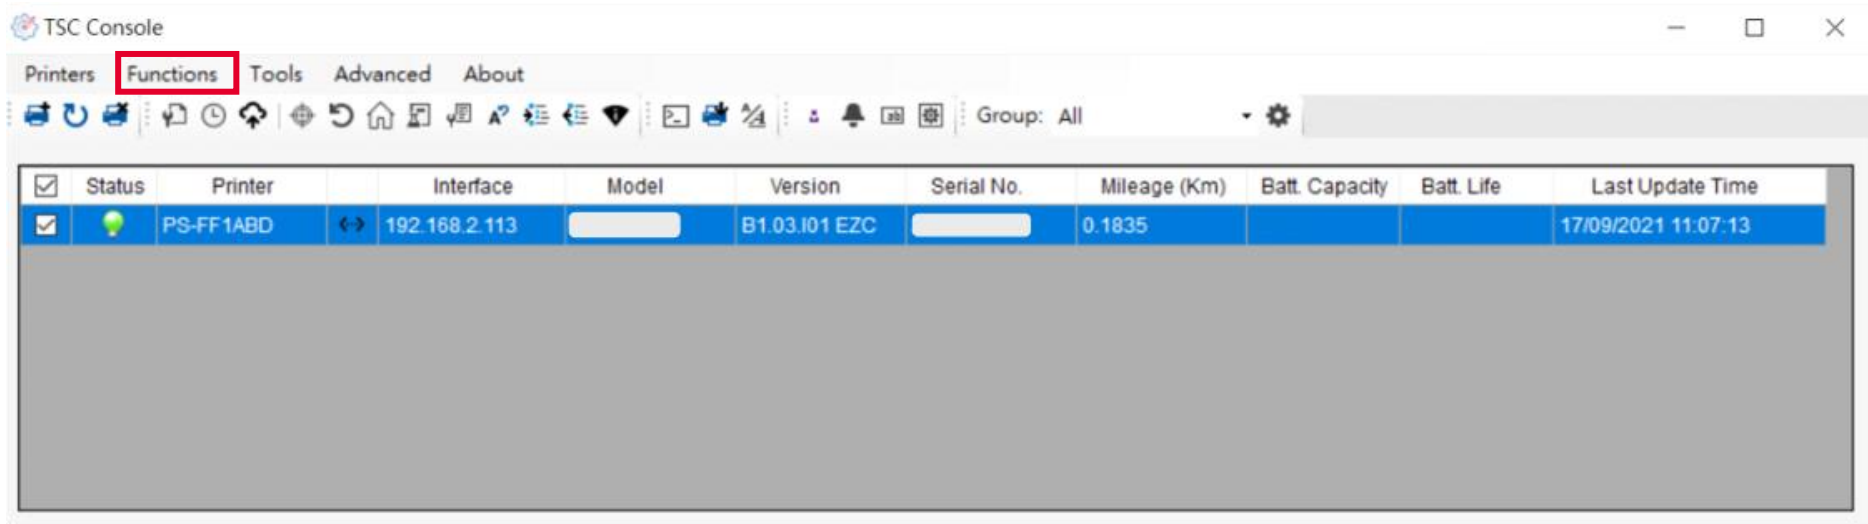 TSC Console
Printers Functions Tools Advanced About
Group: All
Status Printer Interface Model Version Serial No. Mileage (Km) Batt. Capacity Batt. Life Last Update Time
PS-FF1ABD 192.168.2.113 B1.03.I01 EZC 0.1835 17/09/2021 11:07:13